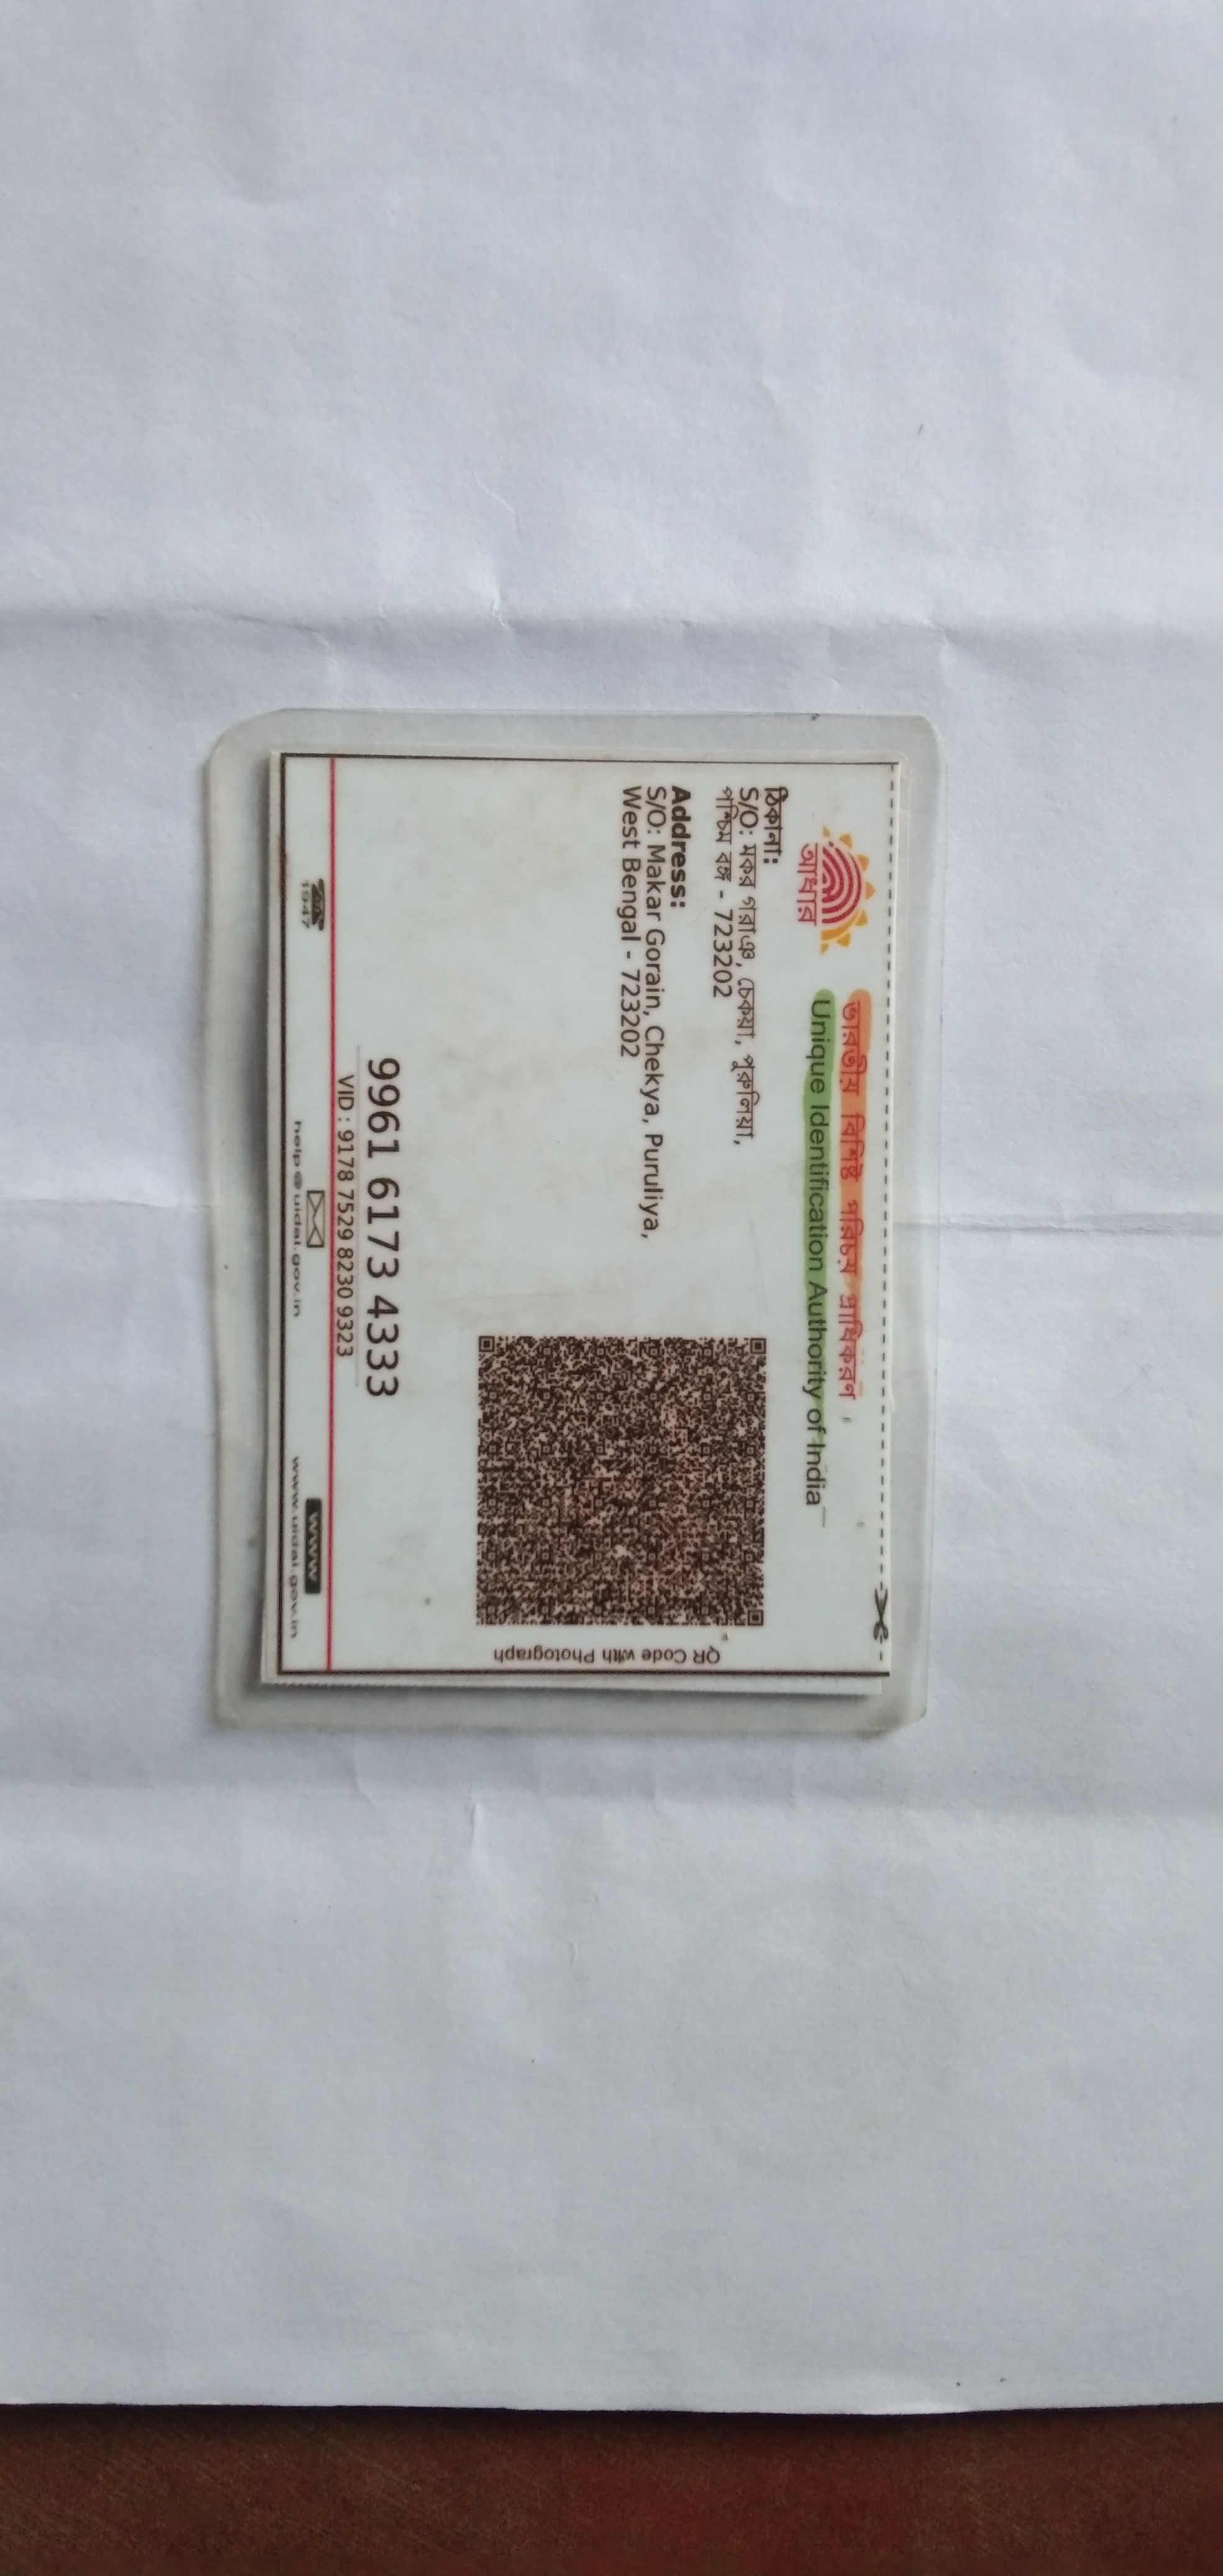 আধার
ভারতীয় বিশিষ্ট পরিচয় প্রাধিকরণ
Unique Identification Authority of India
ঠিকানা:
S/O: মকর গরাঞ, চেকয়া, পুরুলিয়া,
পশ্চিম বঙ্গ - 723202
Address:
S/O: Makar Gorain, Chekya, Puruliya,
West Bengal - 723202
QR Code with Photograph
9961 6173 4333
VID : 9178 7529 8230 9323
1947
help@uidai.gov.in
WWW
www.uidai.gov.in